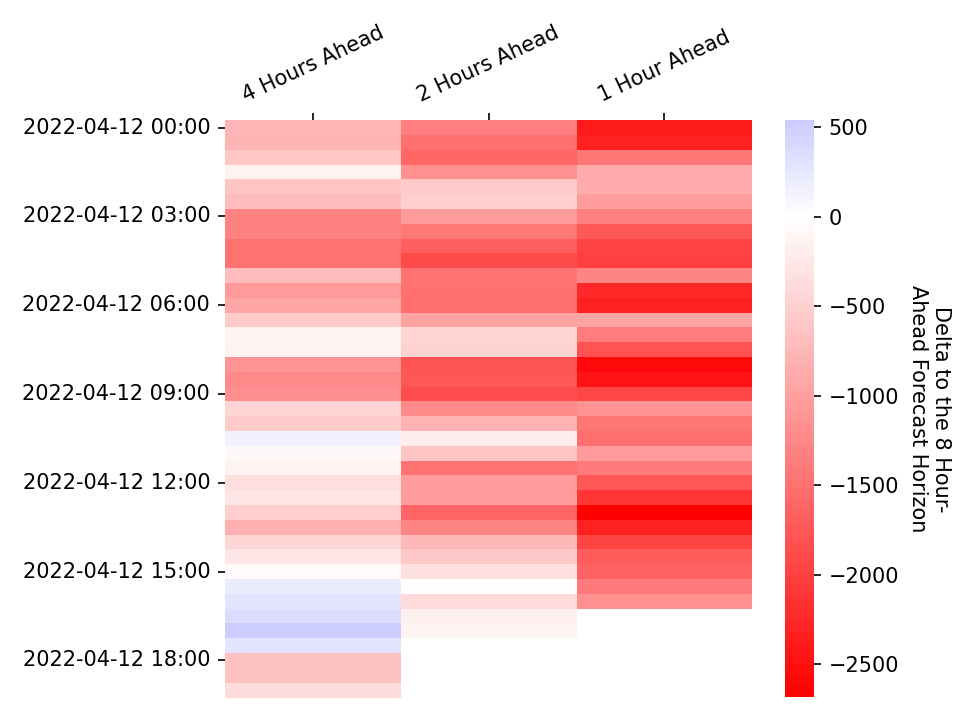 4 Hours Ahead
2 Hours Ahead
1 Hour Ahead
2022-04-12 00:00
2022-04-12 03:00
2022-04-12 06:00
2022-04-12 09:00
2022-04-12 12:00
2022-04-12 15:00
2022-04-12 18:00
500
0
−500
−1000
−1500
−2000
−2500
Delta to the 8 Hour-
Ahead Forecast Horizon